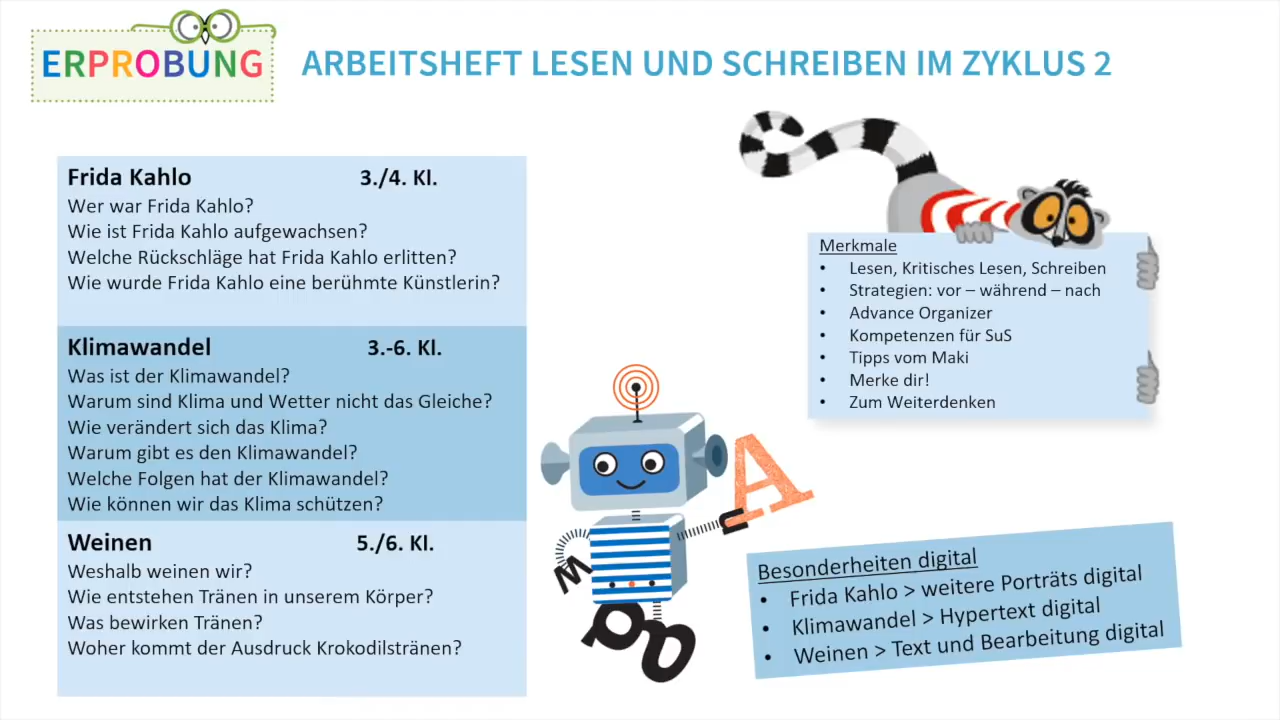 ERPROBUNG
ARBEITSHEFT LESEN UND SCHREIBEN IM ZYKLUS 2
Frida Kahlo 3./4. Kl.
Wer war Frida Kahlo?
Wie ist Frida Kahlo aufgewachsen?
Welche Rückschläge hat Frida Kahlo erlitten?
Wie wurde Frida Kahlo eine berühmte Künstlerin?
Klimawandel 3.-6. Kl.
Was ist der Klimawandel?
Warum sind Klima und Wetter nicht das Gleiche?
Wie verändert sich das Klima?
Warum gibt es den Klimawandel?
Welche Folgen hat der Klimawandel?
Wie können wir das Klima schützen?
Weinen 5./6. Kl.
Weshalb weinen wir?
Wie entstehen Tränen in unserem Körper?
Was bewirken Tränen?
Woher kommt der Ausdruck Krokodilstränen?
Merkmale
• Lesen, Kritisches Lesen, Schreiben
• Strategien: vor – während – nach
• Advance Organizer
• Kompetenzen für SuS
• Tipps vom Maki
• Merke dir!
• Zum Weiterdenken
A
Besonderheiten digital
• Frida Kahlo > weitere Porträts digital
• Klimawandel > Hypertext digital
• Weinen > Text und Bearbeitung digital